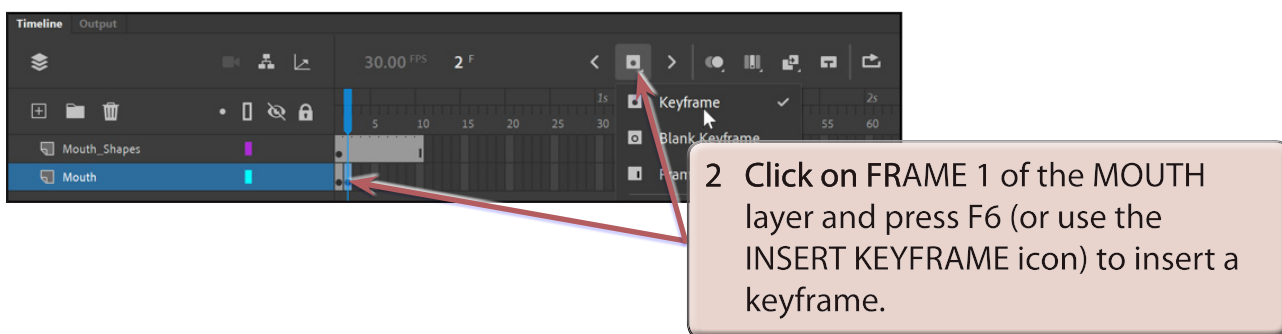 Timeline Output
30.00 FPS 2 F
1s Keyframe 2s
5 10 15 20 25 30 55 60
Mouth_Shapes Blank Keyframe
Mouth
2 Click on FRAME 1 of the MOUTH
layer and press F6 (or use the
INSERT KEYFRAME icon) to insert a
keyframe.